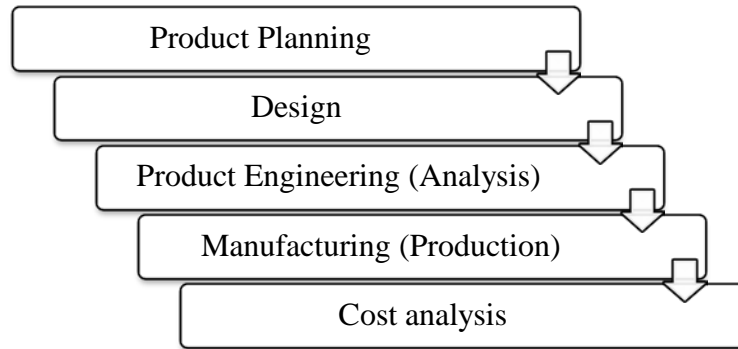 Product Planning
Design
Product Engineering (Analysis)
Manufacturing (Production)
Cost analysis